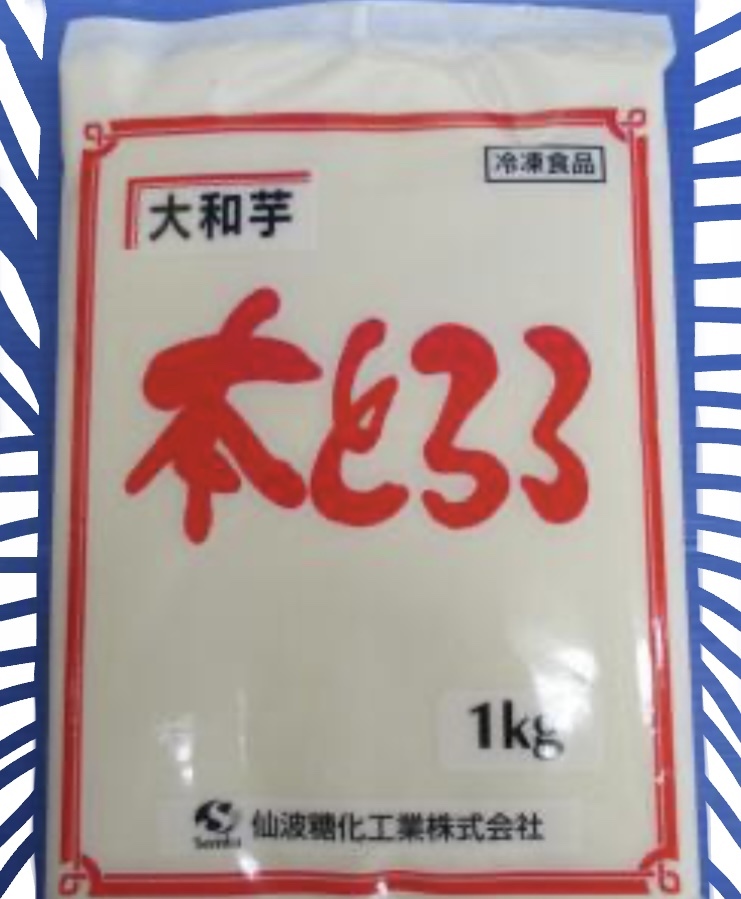 冷凍食品
大和芋
本とろろ
1kg
Semba
仙波糖化工業株式会社